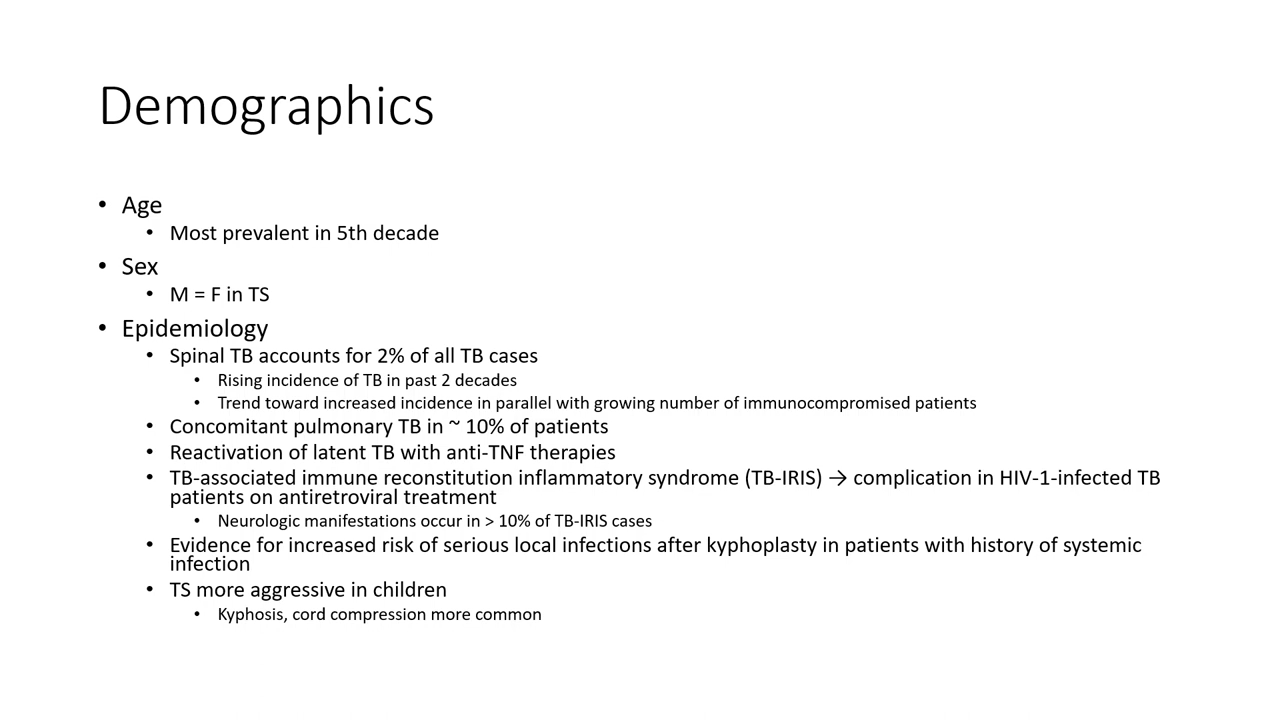 Demographics
• Age
• Most prevalent in 5th decade
• Sex
• M = F in TS
• Epidemiology
• Spinal TB accounts for 2% of all TB cases
• Rising incidence of TB in past 2 decades
• Trend toward increased incidence in parallel with growing number of immunocompromised patients
• Concomitant pulmonary TB in ~ 10% of patients
• Reactivation of latent TB with anti-TNF therapies
• TB-associated immune reconstitution inflammatory syndrome (TB-IRIS) → complication in HIV-1-infected TB
patients on antiretroviral treatment
• Neurologic manifestations occur in > 10% of TB-IRIS cases
• Evidence for increased risk of serious local infections after kyphoplasty in patients with history of systemic
infection
• TS more aggressive in children
• Kyphosis, cord compression more common